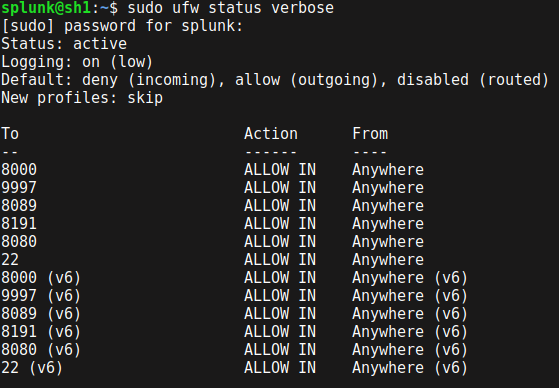 splunk@sh1:~$ sudo ufw status verbose
[sudo] password for splunk:
Status: active
Logging: on (low)
Default: deny (incoming), allow (outgoing), disabled (routed)
New profiles: skip

To                         Action      From
--                         ------      ----
8000                       ALLOW IN    Anywhere
9997                       ALLOW IN    Anywhere
8089                       ALLOW IN    Anywhere
8191                       ALLOW IN    Anywhere
8080                       ALLOW IN    Anywhere
22                         ALLOW IN    Anywhere
8000 (v6)                  ALLOW IN    Anywhere (v6)
9997 (v6)                  ALLOW IN    Anywhere (v6)
8089 (v6)                  ALLOW IN    Anywhere (v6)
8191 (v6)                  ALLOW IN    Anywhere (v6)
8080 (v6)                  ALLOW IN    Anywhere (v6)
22 (v6)                    ALLOW IN    Anywhere (v6)